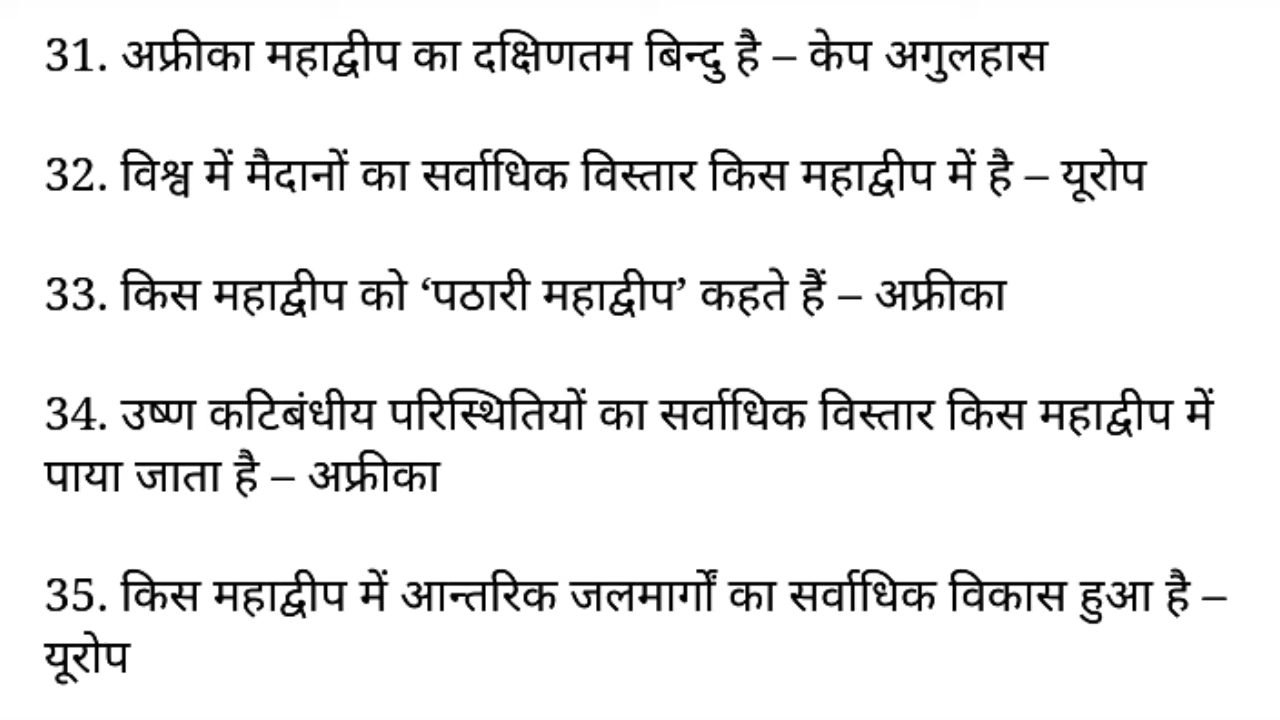 31. अफ्रीका महाद्वीप का दक्षिणतम बिन्दु है – केप अगुलहास
32. विश्व में मैदानों का सर्वाधिक विस्तार किस महाद्वीप में है – यूरोप
33. किस महाद्वीप को ‘पठारी महाद्वीप’ कहते हैं – अफ्रीका
34. उष्ण कटिबंधीय परिस्थितियों का सर्वाधिक विस्तार किस महाद्वीप में
पाया जाता है – अफ्रीका
35. किस महाद्वीप में आन्तरिक जलमार्गों का सर्वाधिक विकास हुआ है –
यूरोप